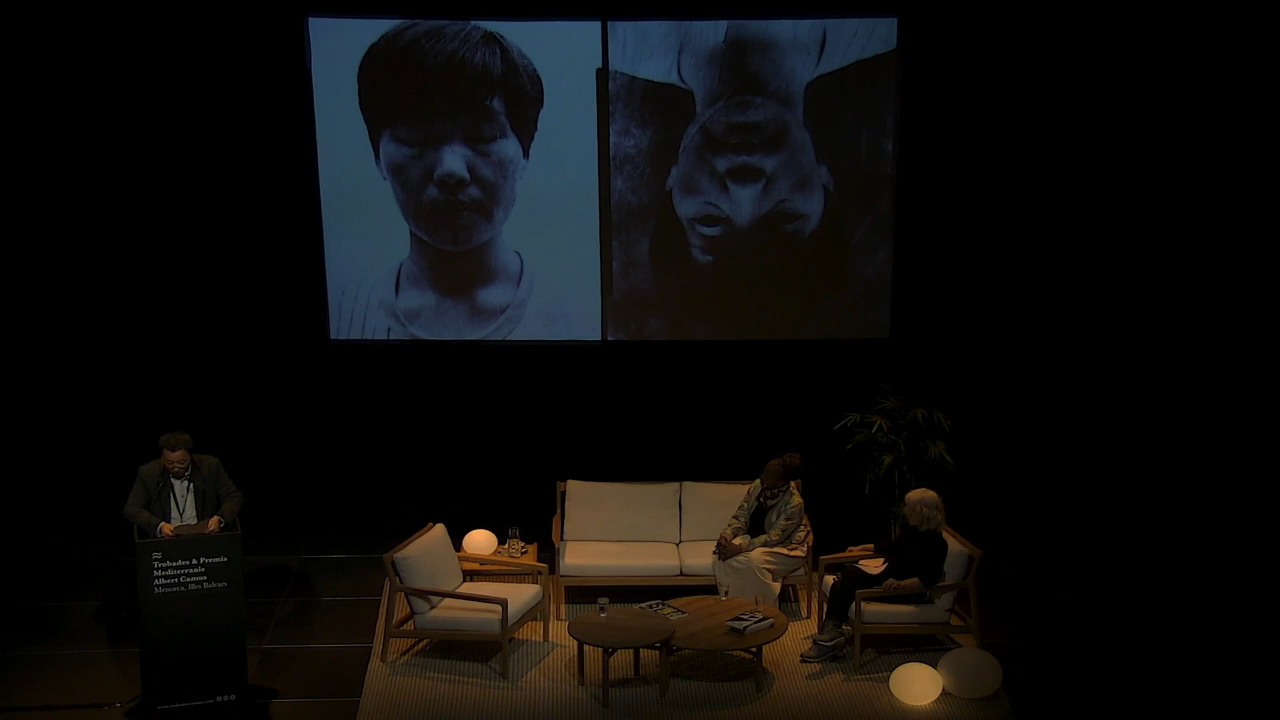 Trobades & Premis
Mediterranis
Albert Camus
Menorca, Illes Balears